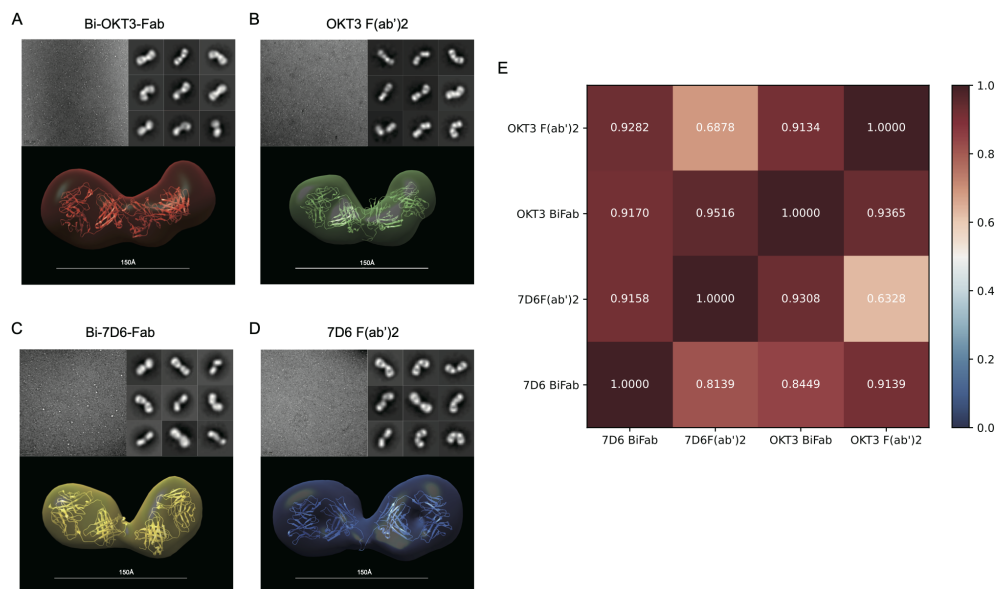 A
Bi-OKT3-Fab
150Å
B
OKT3 F(ab')2
150Å
C
Bi-7D6-Fab
150Å
D
7D6 F(ab')2
150Å
E
OKT3 F(ab')2 0.9282 0.6878 0.9134 1.0000
OKT3 BiFab 0.9170 0.9516 1.0000 0.9365
7D6F(ab')2 0.9158 1.0000 0.9308 0.6328
7D6 BiFab 1.0000 0.8139 0.8449 0.9139
7D6 BiFab 7D6F(ab')2 OKT3 BiFab OKT3 F(ab')2
1.0
0.8
0.6
0.4
0.2
0.0